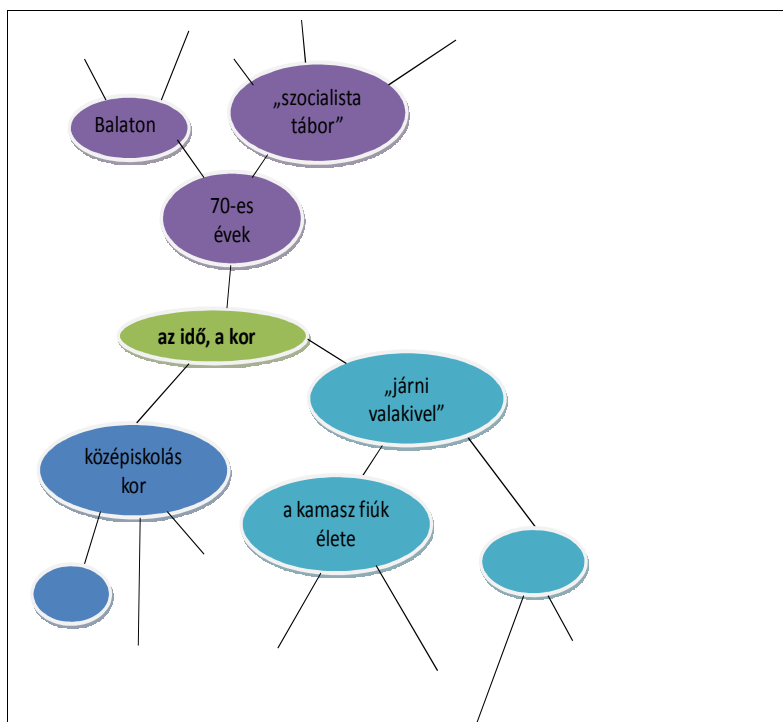 „szocialista
tábor”
Balaton
70-es
évek
az idő, a kor
„járni
valakivel”
középiskolás
kor
a kamasz fiúk
élete